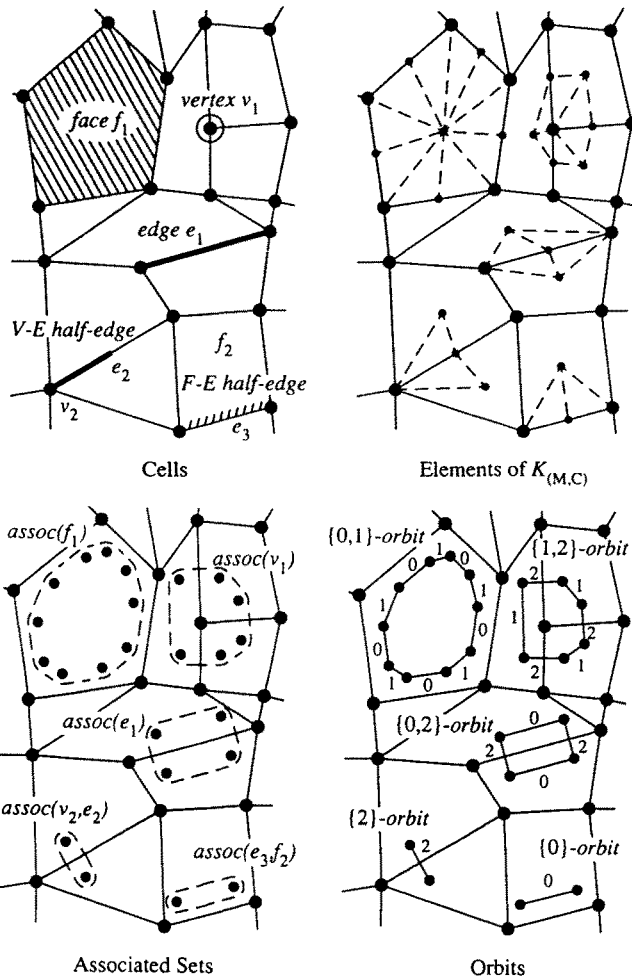 face f₁
vertex v₁
edge e₁
V-E half-edge
e₂
v₂
f₂
F-E half-edge
e₃
Cells
Elements of K(M,C)
assoc(f₁)
assoc(v₁)
assoc(e₁)
assoc(v₂,e₂)
assoc(e₃,f₂)
Associated Sets
{0,1}-orbit
{1,2}-orbit
0
1
0
1
0
1
0
1
0
1
2
1
1
2
2
1
{0,2}-orbit
0
2
2
0
{2}-orbit
2
{0}-orbit
0
Orbits